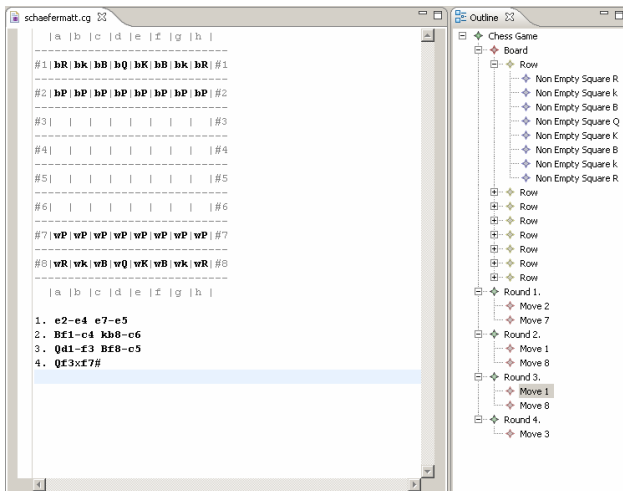 schaefermatt.cg
|a |b |c |d |e |f |g |h |
--------------------------
#1|bR|bk|bB|bQ|bK|bB|bk|bR|#1
--------------------------
#2|bP|bP|bP|bP|bP|bP|bP|bP|#2
--------------------------
#3| | | | | | | | |#3
--------------------------
#4| | | | | | | | |#4
--------------------------
#5| | | | | | | | |#5
--------------------------
#6| | | | | | | | |#6
--------------------------
#7|wP|wP|wP|wP|wP|wP|wP|wP|#7
--------------------------
#8|wR|wk|wB|wQ|wK|wB|wk|wR|#8
--------------------------
|a |b |c |d |e |f |g |h |
1. e2-e4 e7-e5
2. Bf1-c4 kb8-c6
3. Qd1-f3 Bf8-c5
4. Qf3xf7#
Outline
Chess Game
Board
Row
Non Empty Square R
Non Empty Square k
Non Empty Square B
Non Empty Square Q
Non Empty Square K
Non Empty Square B
Non Empty Square k
Non Empty Square R
Row
Row
Row
Row
Row
Row
Row
Round 1.
Move 2
Move 7
Round 2.
Move 1
Move 8
Round 3.
Move 1
Move 8
Round 4.
Move 3